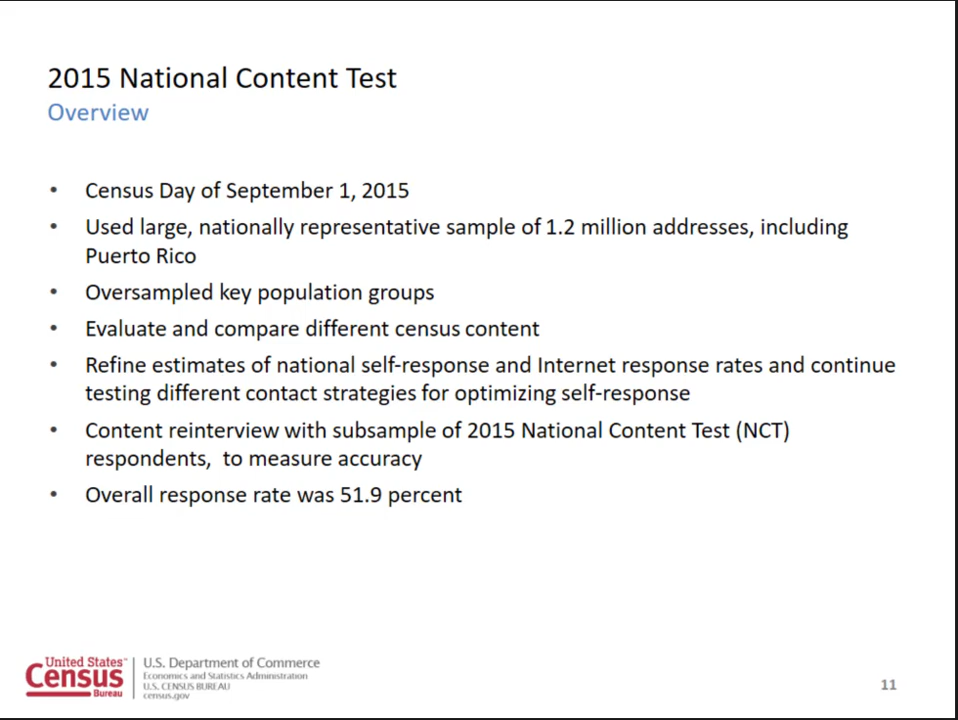 2015 National Content Test
Overview
• Census Day of September 1, 2015
• Used large, nationally representative sample of 1.2 million addresses, including
Puerto Rico
• Oversampled key population groups
• Evaluate and compare different census content
• Refine estimates of national self-response and Internet response rates and continue
testing different contact strategies for optimizing self-response
• Content reinterview with subsample of 2015 National Content Test (NCT)
respondents,  to measure accuracy
• Overall response rate was 51.9 percent
United States™
Census
Bureau
U.S. Department of Commerce
Economics and Statistics Administration
U.S. CENSUS BUREAU
census.gov
11